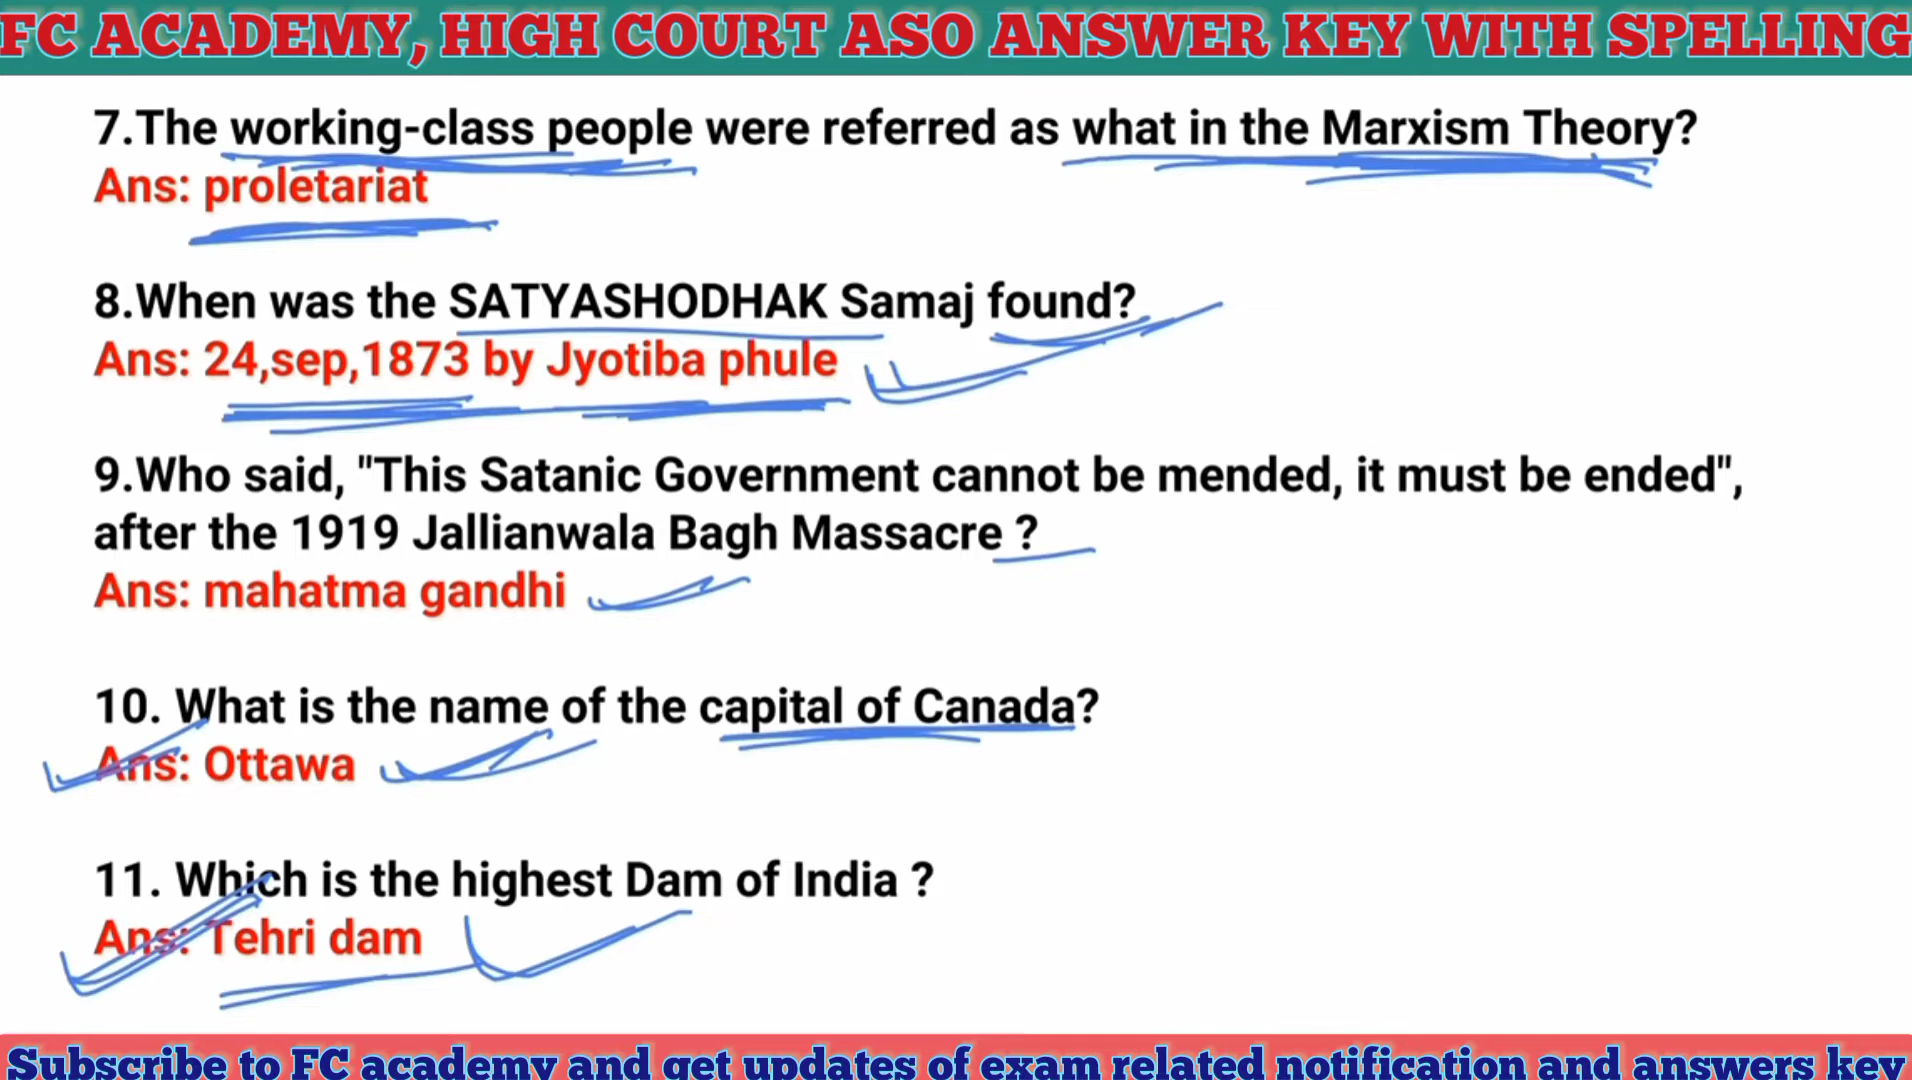 FC ACADEMY, HIGH COURT ASO ANSWER KEY WITH SPELLING
7.The working-class people were referred as what in the Marxism Theory?
Ans: proletariat
8.When was the SATYASHODHAK Samaj found?
Ans: 24,sep,1873 by Jyotiba phule
9.Who said, "This Satanic Government cannot be mended, it must be ended",
after the 1919 Jallianwala Bagh Massacre ?
Ans: mahatma gandhi
10. What is the name of the capital of Canada?
Ans: Ottawa
11. Which is the highest Dam of India ?
Ans: Tehri dam
Subscribe to FC academy and get updates of exam related notification and answers key